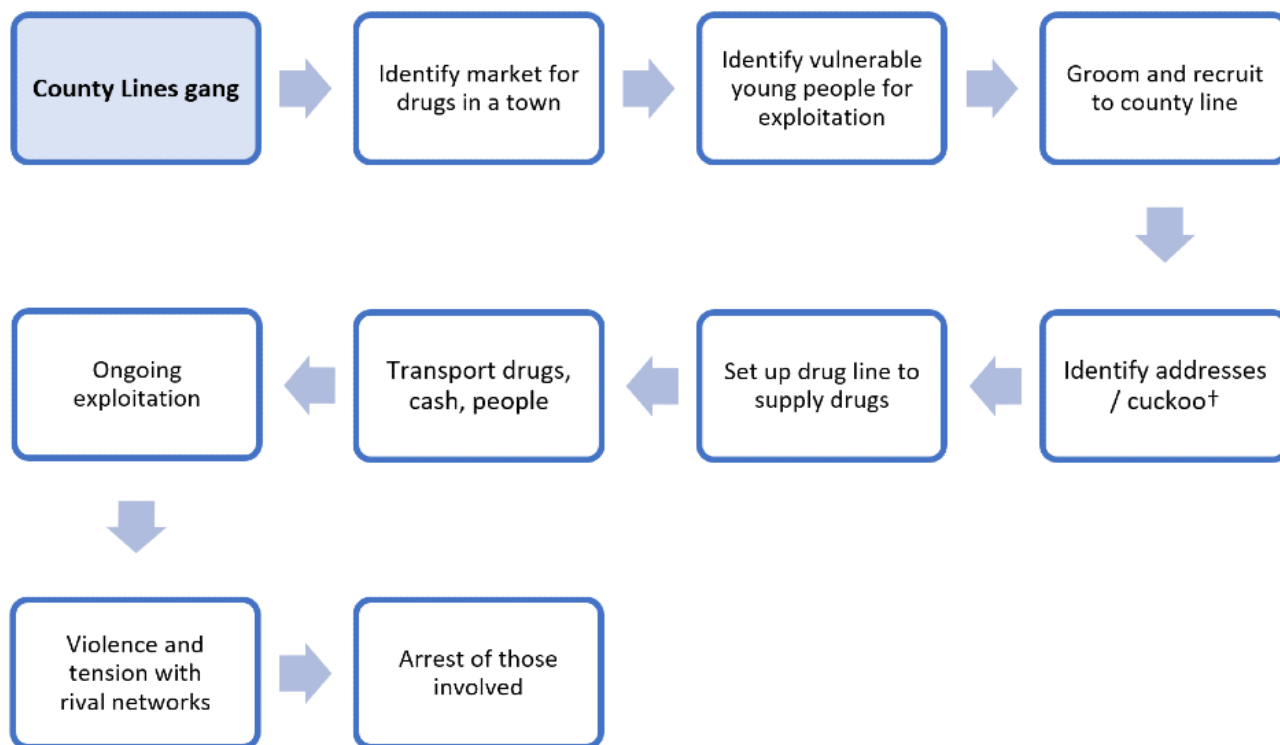 County Lines gang
Identify market for
drugs in a town
Identify vulnerable
young people for
exploitation
Groom and recruit
to county line
Identify addresses
/ cuckoo†
Set up drug line to
supply drugs
Transport drugs,
cash, people
Ongoing
exploitation
Violence and
tension with
rival networks
Arrest of those
involved